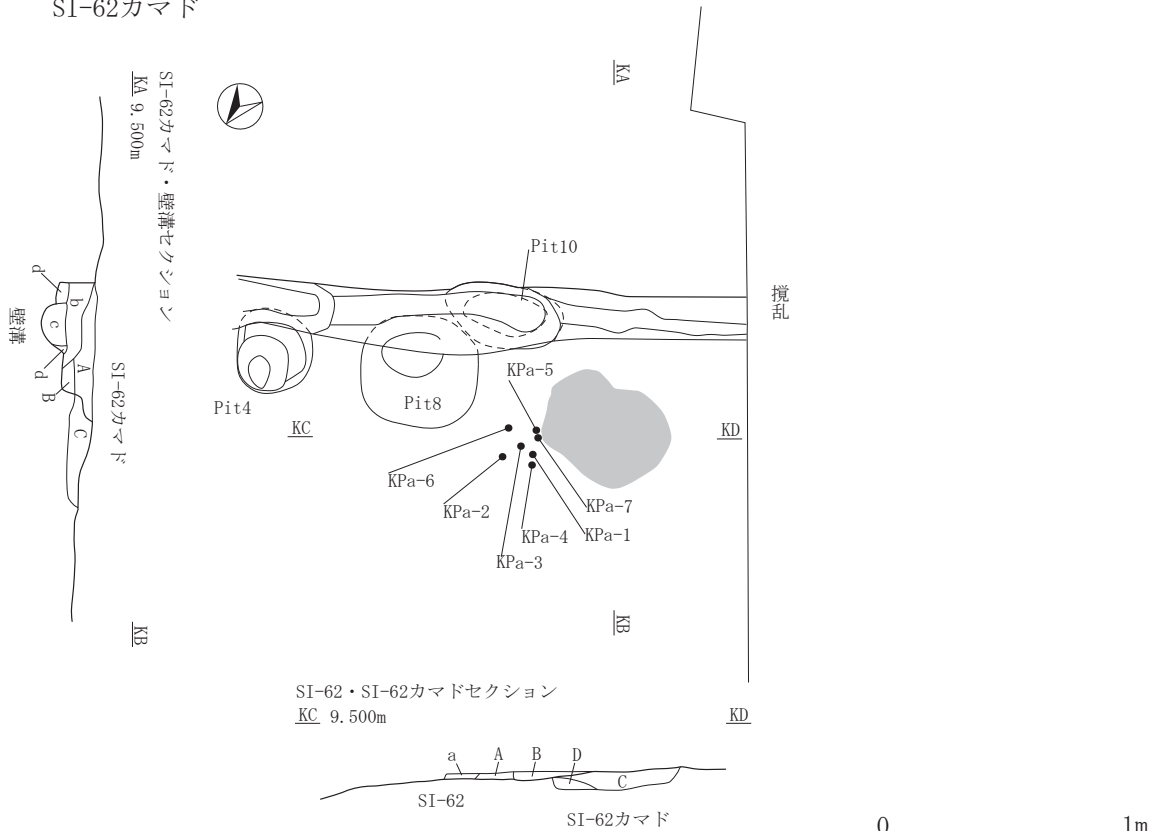 SI-62カマド
KA
SI-62カマド・壁溝セクション
KA 9.500m
Pit10
撹乱
d
b
c
壁溝
d
A
B
C
SI-62カマド
KPa-5
Pit4
Pit8
KC
KD
KPa-6
KPa-2
KPa-7
KPa-4
KPa-1
KPa-3
KB
KB
SI-62・SI-62カマドセクション
KC 9.500m
KD
a
A
B
D
C
SI-62
SI-62カマド
0
1m